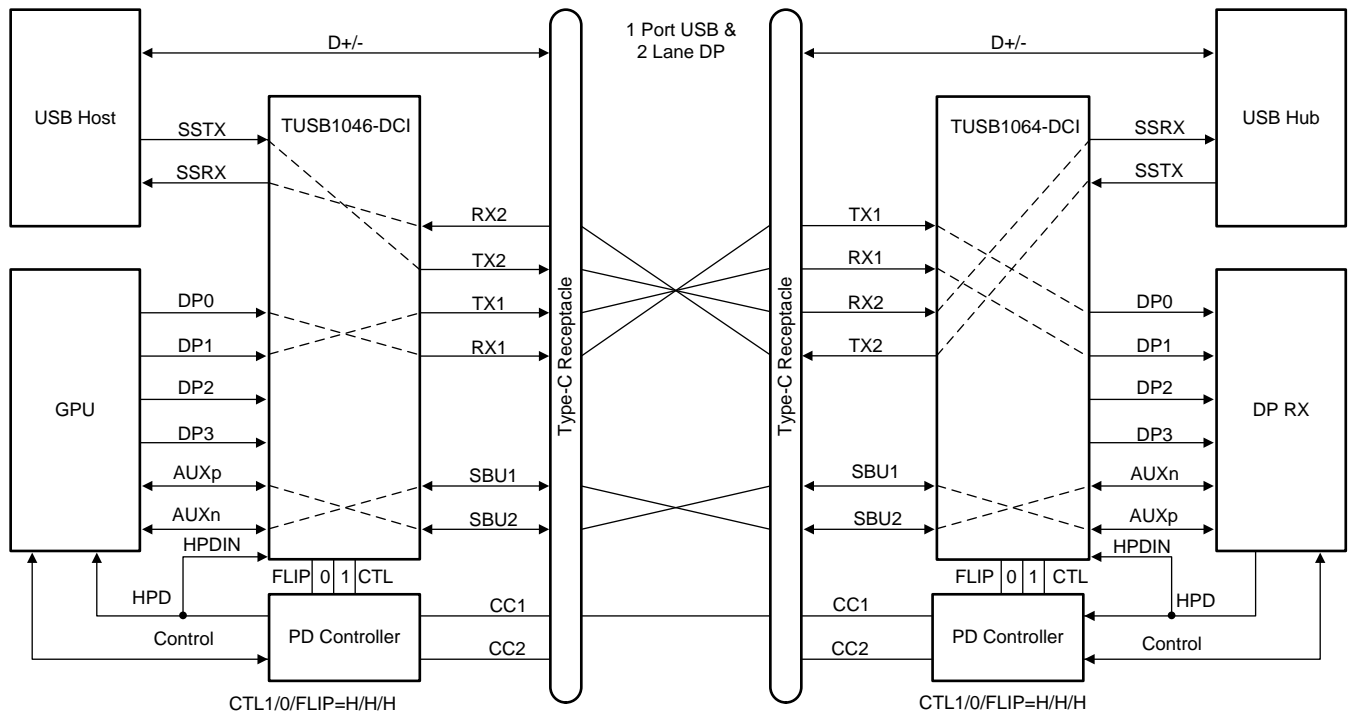 1 Port USB &
2 Lane DP
D+/-
D+/-
USB Host
TUSB1046-DCI
SSTX
SSRX
RX2
TX2
TX1
RX1
GPU
DP0
DP1
DP2
DP3
AUXp
AUXn
HPDIN
SBU1
SBU2
FLIP 0 1 CTL
HPD
Control
PD Controller
CC1
CC2
CTL1/0/FLIP=H/H/H
Type-C Receptacle
Type-C Receptacle
TUSB1064-DCI
USB Hub
SSRX
SSTX
TX1
RX1
RX2
TX2
DP0
DP1
DP2
DP3
DP RX
SBU1
SBU2
AUXn
AUXp
HPDIN
FLIP 0 1 CTL
HPD
Control
PD Controller
CC1
CC2
CTL1/0/FLIP=H/H/H